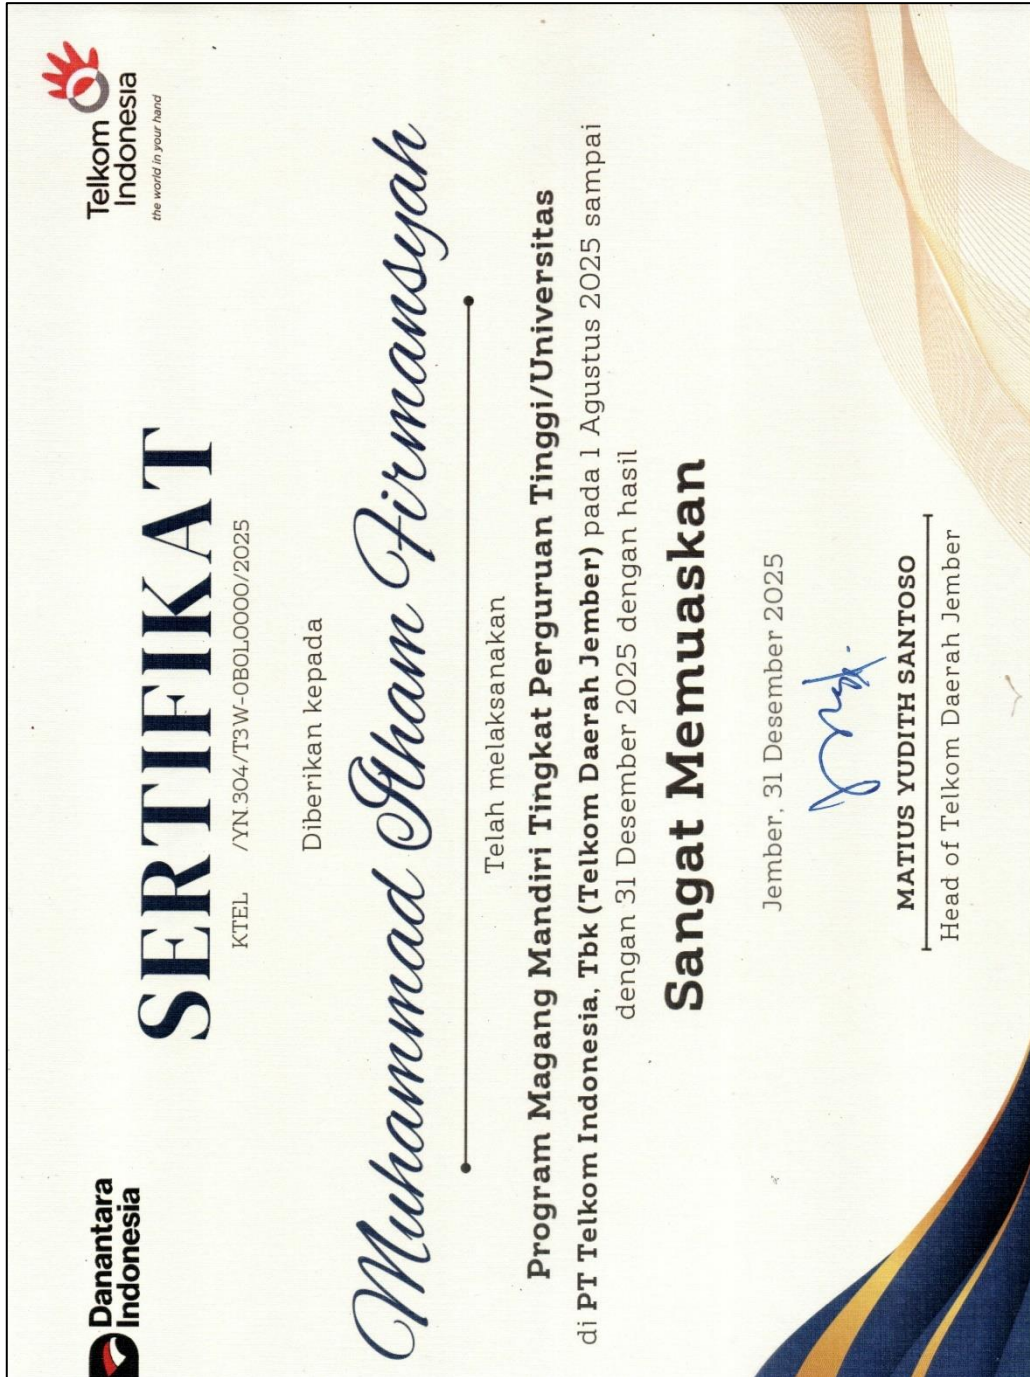 Danantara
Indonesia
Telkom
Indonesia
the world in your hand
SERTIFIKAT
KTEL /YN.304/T3W-0B0L0000/2025
Diberikan kepada
Muhammad Ilham Firmansyah
Telah melaksanakan
Program Magang Mandiri Tingkat Perguruan Tinggi/Universitas
di PT Telkom Indonesia, Tbk (Telkom Daerah Jember) pada 1 Agustus 2025 sampai
dengan 31 Desember 2025 dengan hasil
Sangat Memuaskan
Jember, 31 Desember 2025
MATIUS YUDITH SANTOSO
Head of Telkom Daerah Jember